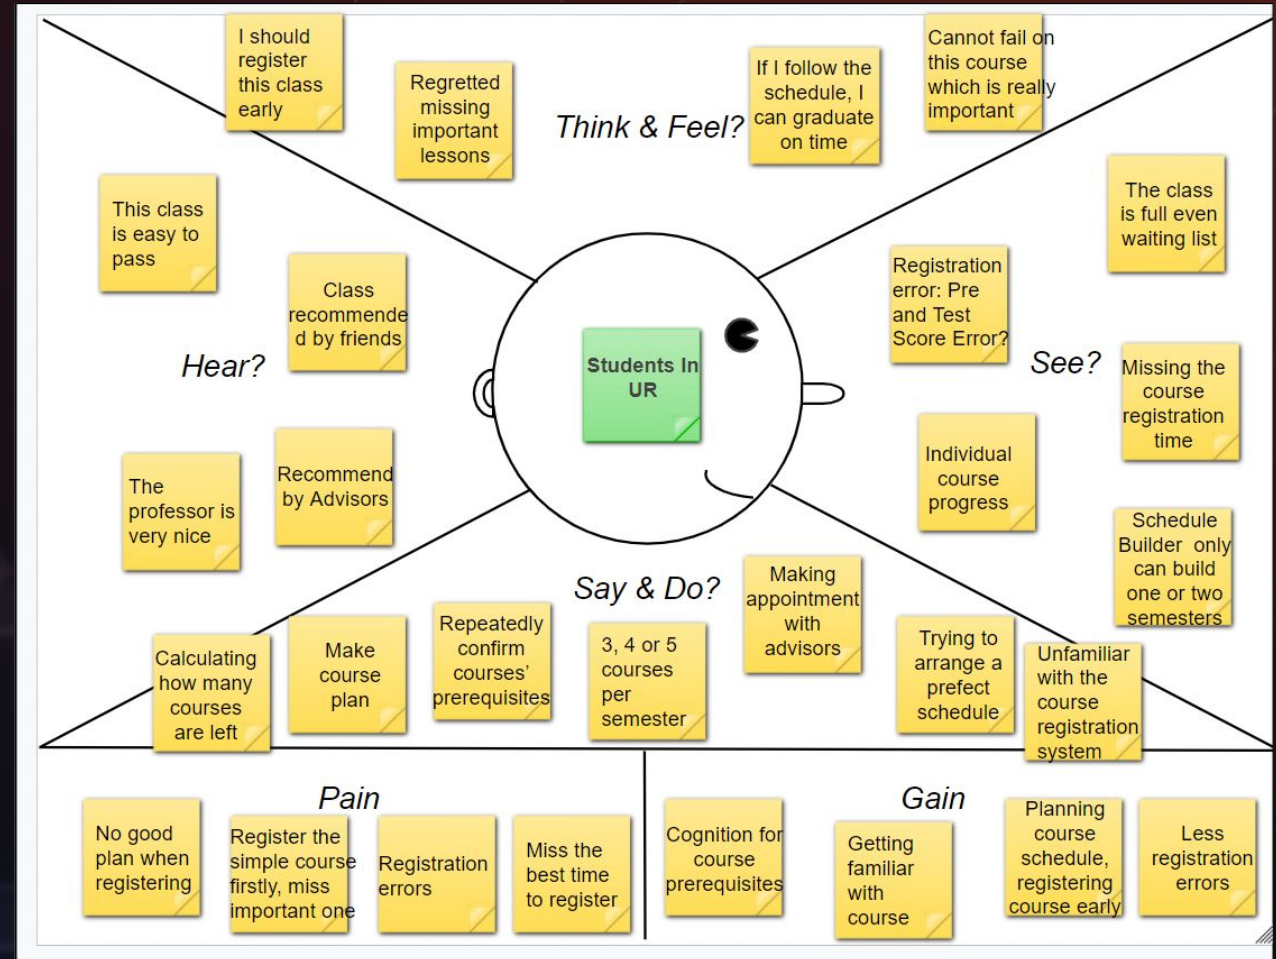 I should
register
this class
early
Regretted
missing
important
lessons
Think & Feel?
If I follow the
schedule, I
can graduate
on time
Cannot fail on
this course
which is really
important
This class
is easy to
pass
Class
recommende
d by friends
Hear?
The
professor is
very nice
Recommend
by Advisors
Students In
UR
The class
is full even
waiting list
Registration
error: Pre
and Test
Score Error?
See?
Missing the
course
registration
time
Individual
course
progress
Schedule
Builder only
can build
one or two
semesters
Say & Do?
Calculating
how many
courses
are left
Make
course
plan
Repeatedly
confirm
courses’
prerequisites
3, 4 or 5
courses
per
semester
Making
appointment
with
advisors
Trying to
arrange a
prefect
schedule
Unfamiliar
with the
course
registration
system
Pain
No good
plan when
registering
Register the
simple course
firstly, miss
important one
Registration
errors
Miss the
best time
to register
Gain
Cognition for
course
prerequisites
Getting
familiar
with
course
Planning
course
schedule,
registering
course early
Less
registration
errors